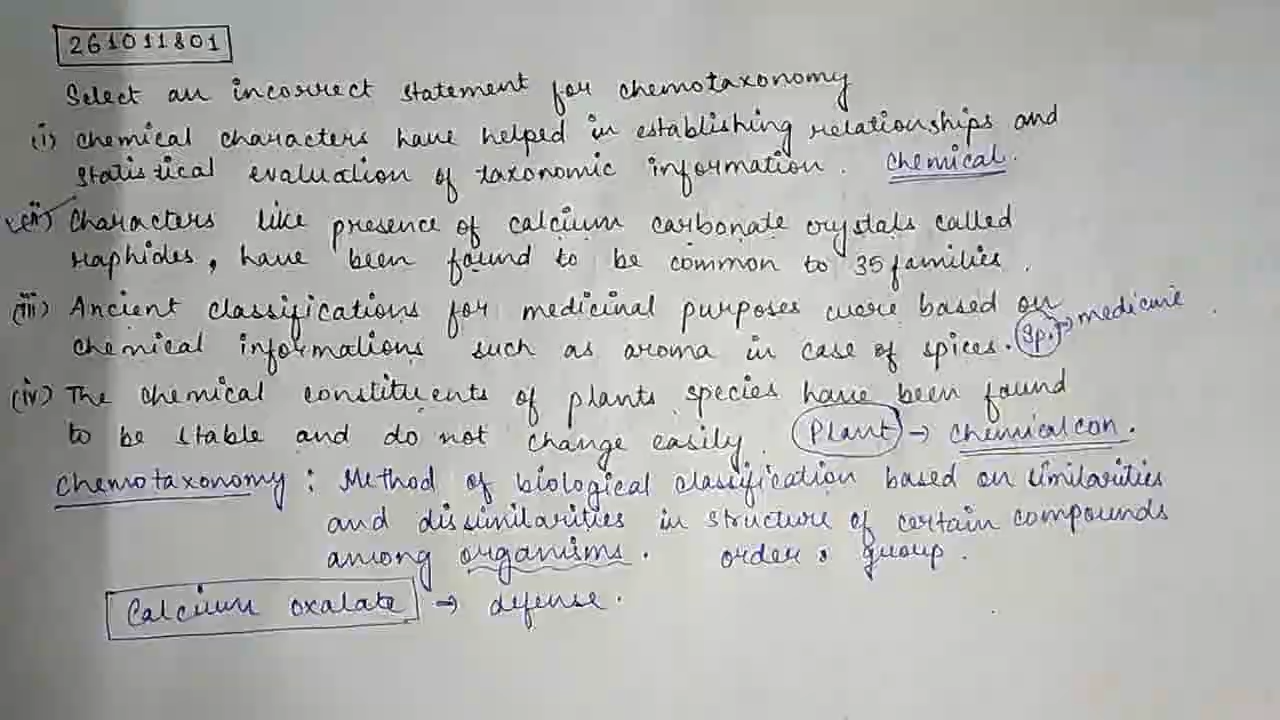 261011801
Select an incorrect statement for chemotaxonomy
(i) Chemical characters have helped in establishing relationships and
statistical evaluation of taxonomic information. Chemical.
(ii) Characters like presence of calcium carbonate crystals called
raphides, have been found to be common to 35 families.
(iii) Ancient classifications for medicinal purposes were based on
chemical informations such as aroma in case of spices. Sp. → medicine
(iv) The chemical constituents of plants species have been found
to be stable and do not change easily. Plant → chemical con.
Chemotaxonomy : Method of biological classification based on similarities
and dissimilarities in structure of certain compounds
among organisms. order, group.
Calcium oxalate → defense.